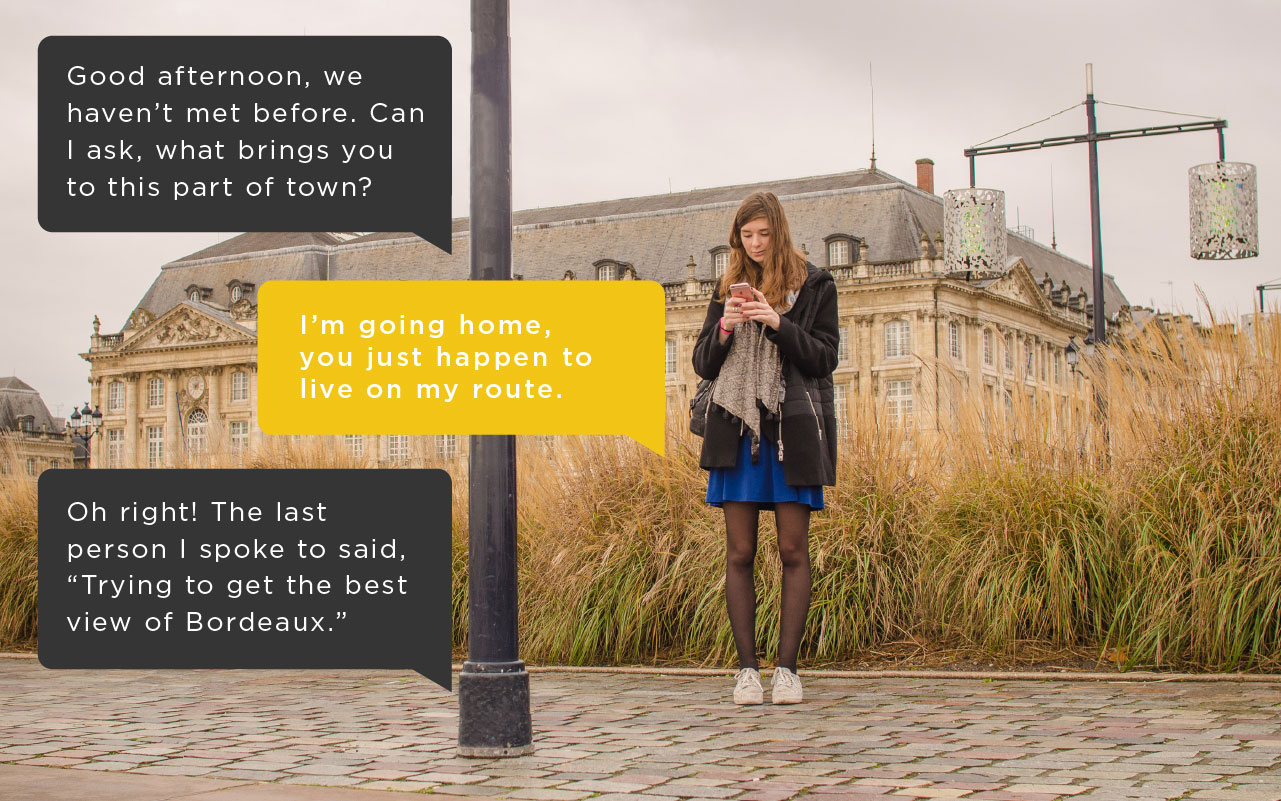 Good afternoon, we
haven’t met before. Can
I ask, what brings you
to this part of town?
I’m going home,
you just happen to
live on my route.
Oh right! The last
person I spoke to said,
“Trying to get the best
view of Bordeaux.”